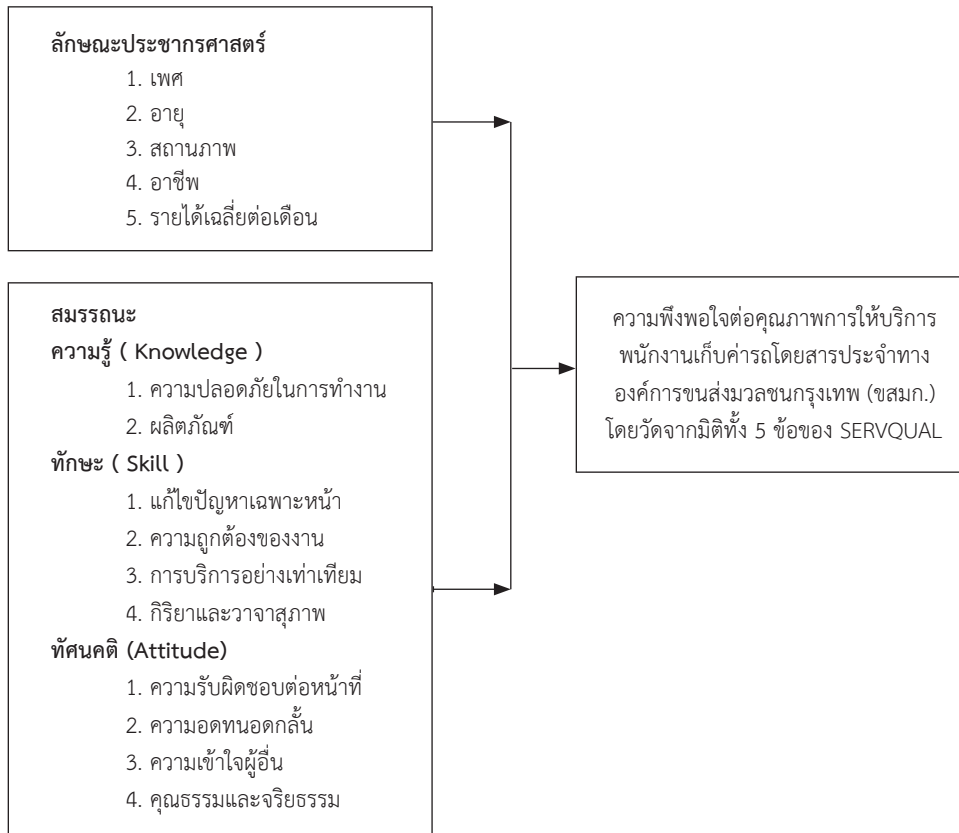 ลักษณะประชากรศาสตร์
1. เพศ
2. อายุ
3. สถานภาพ
4. อาชีพ
5. รายได้เฉลี่ยต่อเดือน
สมรรถนะ
ความรู้ ( Knowledge )
1. ความปลอดภัยในการทำงาน
2. ผลิตภัณฑ์
ทักษะ ( Skill )
1. แก้ไขปัญหาเฉพาะหน้า
2. ความถูกต้องของงาน
3. การบริการอย่างเท่าเทียม
4. กิริยาและวาจาสุภาพ
ทัศนคติ (Attitude)
1. ความรับผิดชอบต่อหน้าที่
2. ความอดทนอดกลั้น
3. ความเข้าใจผู้อื่น
4. คุณธรรมและจริยธรรม
ความพึงพอใจต่อคุณภาพการให้บริการ
พนักงานเก็บค่ารถโดยสารประจำทาง
องค์การขนส่งมวลชนกรุงเทพ (ขสมก.)
โดยวัดจากมิติทั้ง 5 ข้อของ SERVQUAL